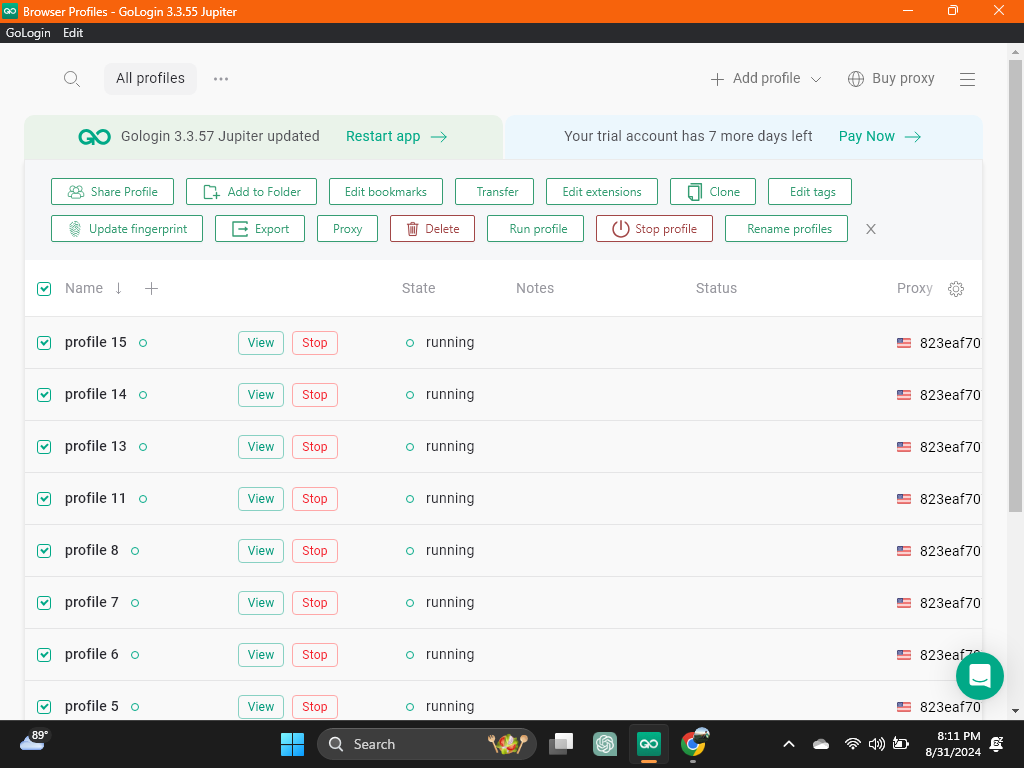 Browser Profiles - GoLogin 3.3.55 Jupiter
GoLogin Edit
All profiles
Add profile
Buy proxy
Gologin 3.3.57 Jupiter updated Restart app
Your trial account has 7 more days left Pay Now
Share Profile Add to Folder Edit bookmarks Transfer Edit extensions Clone Edit tags
Update fingerprint Export Proxy Delete Run profile Stop profile Rename profiles X
Name State Notes Status Proxy
profile 15 View Stop running 823eaf70
profile 14 View Stop running 823eaf70
profile 13 View Stop running 823eaf70
profile 11 View Stop running 823eaf70
profile 8 View Stop running 823eaf70
profile 7 View Stop running 823eaf70
profile 6 View Stop running 823eaf70
profile 5 View Stop running 823eaf70
89°
Search
8:11 PM
8/31/2024